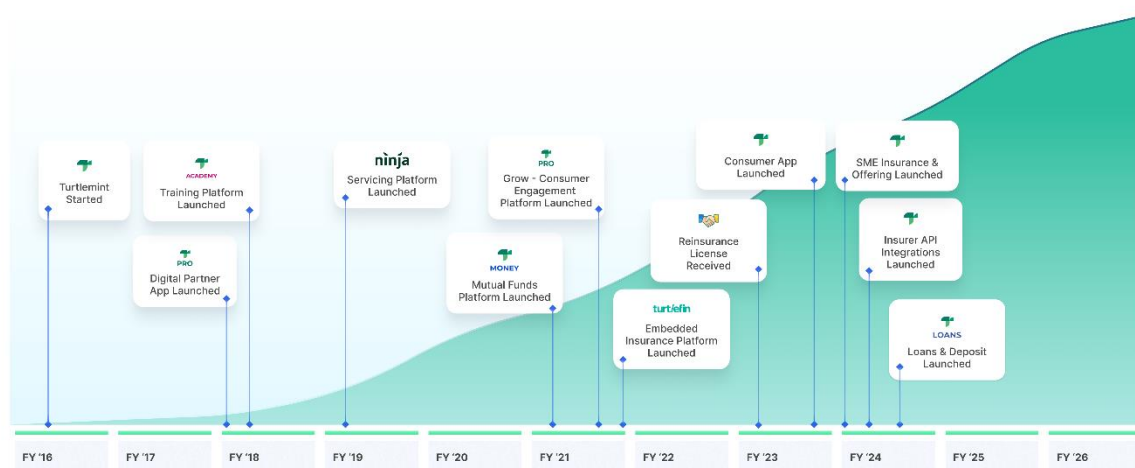 Turtlemint
Started
ACADEMY
Training Platform
Launched
PRO
Digital Partner
App Launched
ninja
Servicing Platform
Launched
MONEY
Mutual Funds
Platform Launched
PRO
Grow - Consumer
Engagement
Platform Launched
turtlefin
Embedded
Insurance Platform
Launched
Reinsurance
License
Received
Consumer App
Launched
SME Insurance &
Offering Launched
Insurer API
Integrations
Launched
LOANS
Loans & Deposit
Launched
FY '16
FY '17
FY '18
FY '19
FY '20
FY '21
FY '22
FY '23
FY '24
FY '25
FY '26